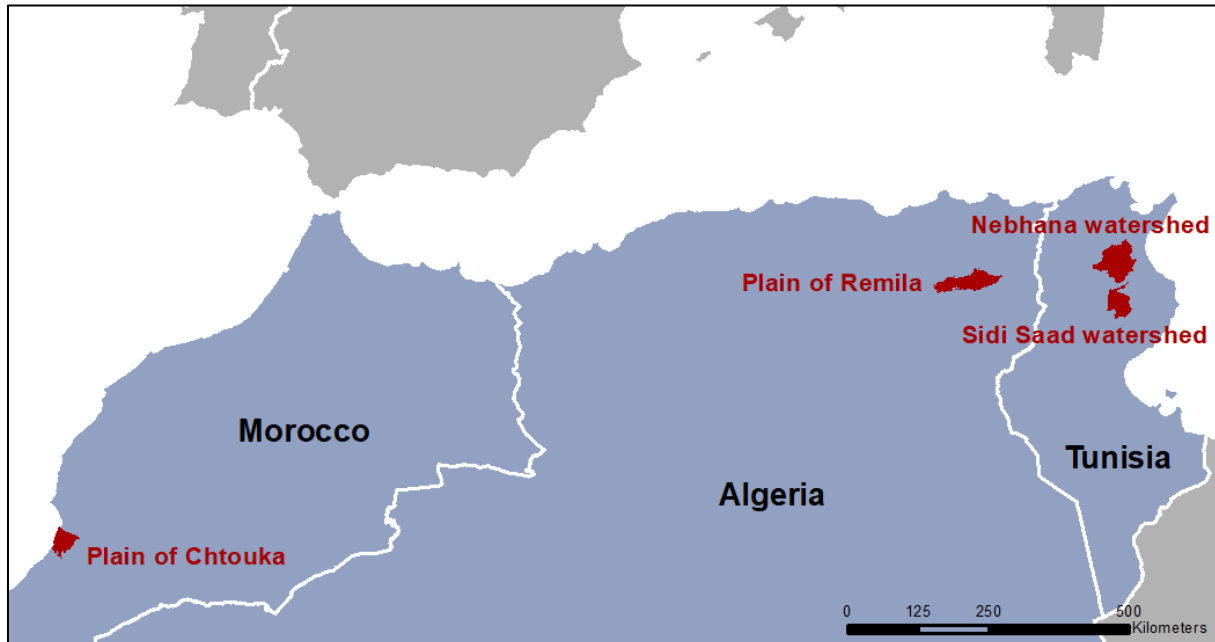 Nebhana watershed
Plain of Remila
Sidi Saad watershed
Morocco
Tunisia
Algeria
Plain of Chtouka
0 125 250 500
Kilometers